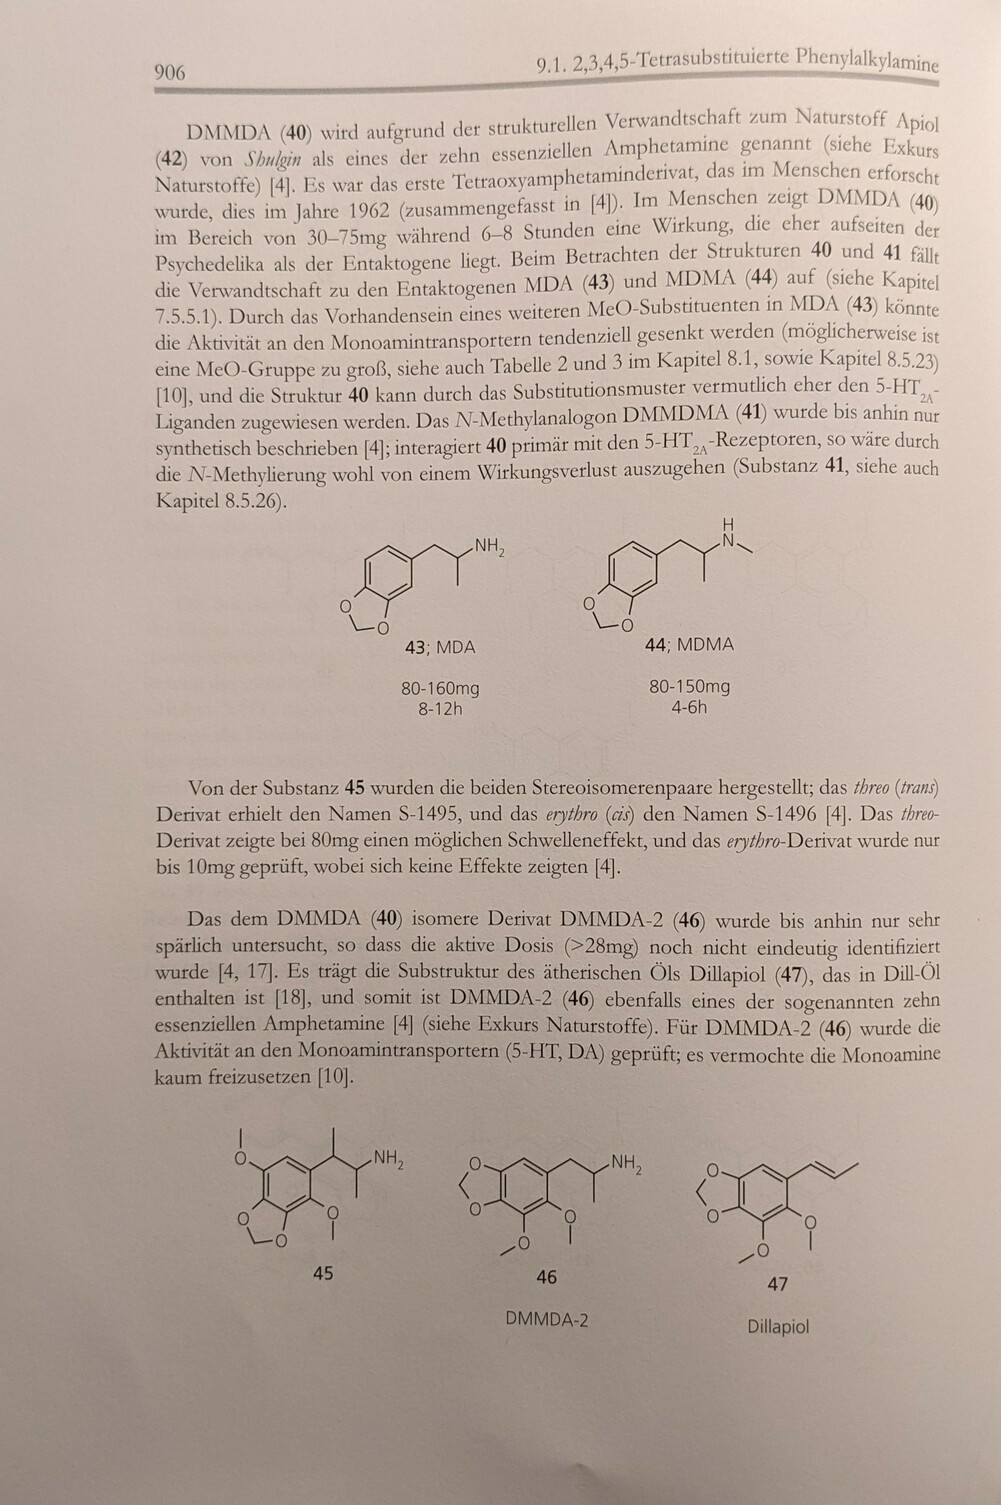 906
9.1. 2,3,4,5-Tetrasubstituierte Phenylalkylamine
DMMDA (40) wird aufgrund der strukturellen Verwandtschaft zum Naturstoff Apiol
(42) von Shulgin als eines der zehn essenziellen Amphetamine genannt (siehe Exkurs
Naturstoffe) [4]. Es war das erste Tetraoxyamphetaminderivat, das im Menschen erforscht
wurde, dies im Jahre 1962 (zusammengefasst in [4]). Im Menschen zeigt DMMDA (40)
im Bereich von 30–75mg während 6–8 Stunden eine Wirkung, die eher aufseiten der
Psychedelika als der Entaktogene liegt. Beim Betrachten der Strukturen 40 und 41 fällt
die Verwandtschaft zu den Entaktogenen MDA (43) und MDMA (44) auf (siehe Kapitel
7.5.5.1). Durch das Vorhandensein eines weiteren MeO-Substituenten in MDA (43) könnte
die Aktivität an den Monoamintransportern tendenziell gesenkt werden (möglicherweise ist
eine MeO-Gruppe zu groß, siehe auch Tabelle 2 und 3 im Kapitel 8.1, sowie Kapitel 8.5.23)
[10], und die Struktur 40 kann durch das Substitutionsmuster vermutlich eher den 5-HT2A-
Liganden zugewiesen werden. Das N-Methylanalogon DMMDMA (41) wurde bis anhin nur
synthetisch beschrieben [4]; interagiert 40 primär mit den 5-HT2A-Rezeptoren, so wäre durch
die N-Methylierung wohl von einem Wirkungsverlust auszugehen (Substanz 41, siehe auch
Kapitel 8.5.26).
NH2
O
O
43; MDA
80-160mg
8-12h
H
N
O
O
44; MDMA
80-150mg
4-6h
Von der Substanz 45 wurden die beiden Stereoisomerenpaare hergestellt; das threo (trans)
Derivat erhielt den Namen S-1495, und das erythro (cis) den Namen S-1496 [4]. Das threo-
Derivat zeigte bei 80mg einen möglichen Schwelleneffekt, und das erythro-Derivat wurde nur
bis 10mg geprüft, wobei sich keine Effekte zeigten [4].
Das dem DMMDA (40) isomere Derivat DMMDA-2 (46) wurde bis anhin nur sehr
spärlich untersucht, so dass die aktive Dosis (>28mg) noch nicht eindeutig identifiziert
wurde [4, 17]. Es trägt die Substruktur des ätherischen Öls Dillapiol (47), das in Dill-Öl
enthalten ist [18], und somit ist DMMDA-2 (46) ebenfalls eines der sogenannten zehn
essenziellen Amphetamine [4] (siehe Exkurs Naturstoffe). Für DMMDA-2 (46) wurde die
Aktivität an den Monoamintransportern (5-HT, DA) geprüft; es vermochte die Monoamine
kaum freizusetzen [10].
O
NH2
O
O
O
45
O
NH2
O
O
O
46
DMMDA-2
O
O
O
O
47
Dillapiol